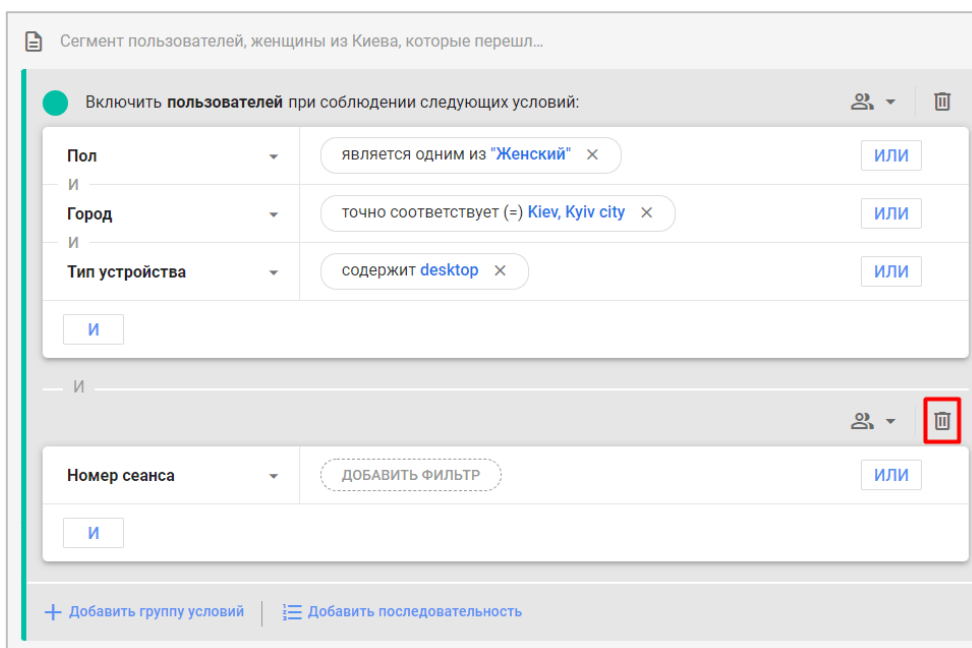 Сегмент пользователей, женщины из Киева, которые перешл...
Включить пользователей при соблюдении следующих условий:
Пол является одним из "Женский" ИЛИ
И
Город точно соответствует (=) Kiev, Kyiv city ИЛИ
И
Тип устройства содержит desktop ИЛИ
И
И
Номер сеанса ДОБАВИТЬ ФИЛЬТР ИЛИ
И
Добавить группу условий Добавить последовательность